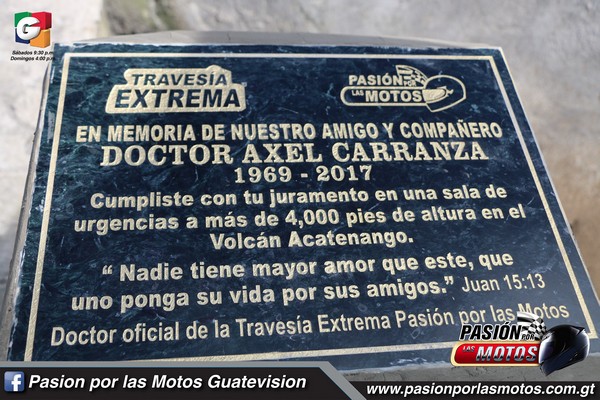 G
Sábados 9:30 p.m.
Domingos 4:00 p.m.
TRAVESÍA
EXTREMA
PASIÓN
POR
LAS MOTOS
EN MEMORIA DE NUESTRO AMIGO Y COMPAÑERO
DOCTOR AXEL CARRANZA
1969 - 2017
Cumpliste con tu juramento en una sala de
urgencias a más de 4,000 pies de altura en el
Volcán Acatenango.
“ Nadie tiene mayor amor que este, que
uno ponga su vida por sus amigos.” Juan 15:13
Doctor oficial de la Travesía Extrema Pasión por las Motos
PASIÓN
POR
LAS MOTOS
f Pasion por las Motos Guatevision
www.pasionporlasmotos.com.gt